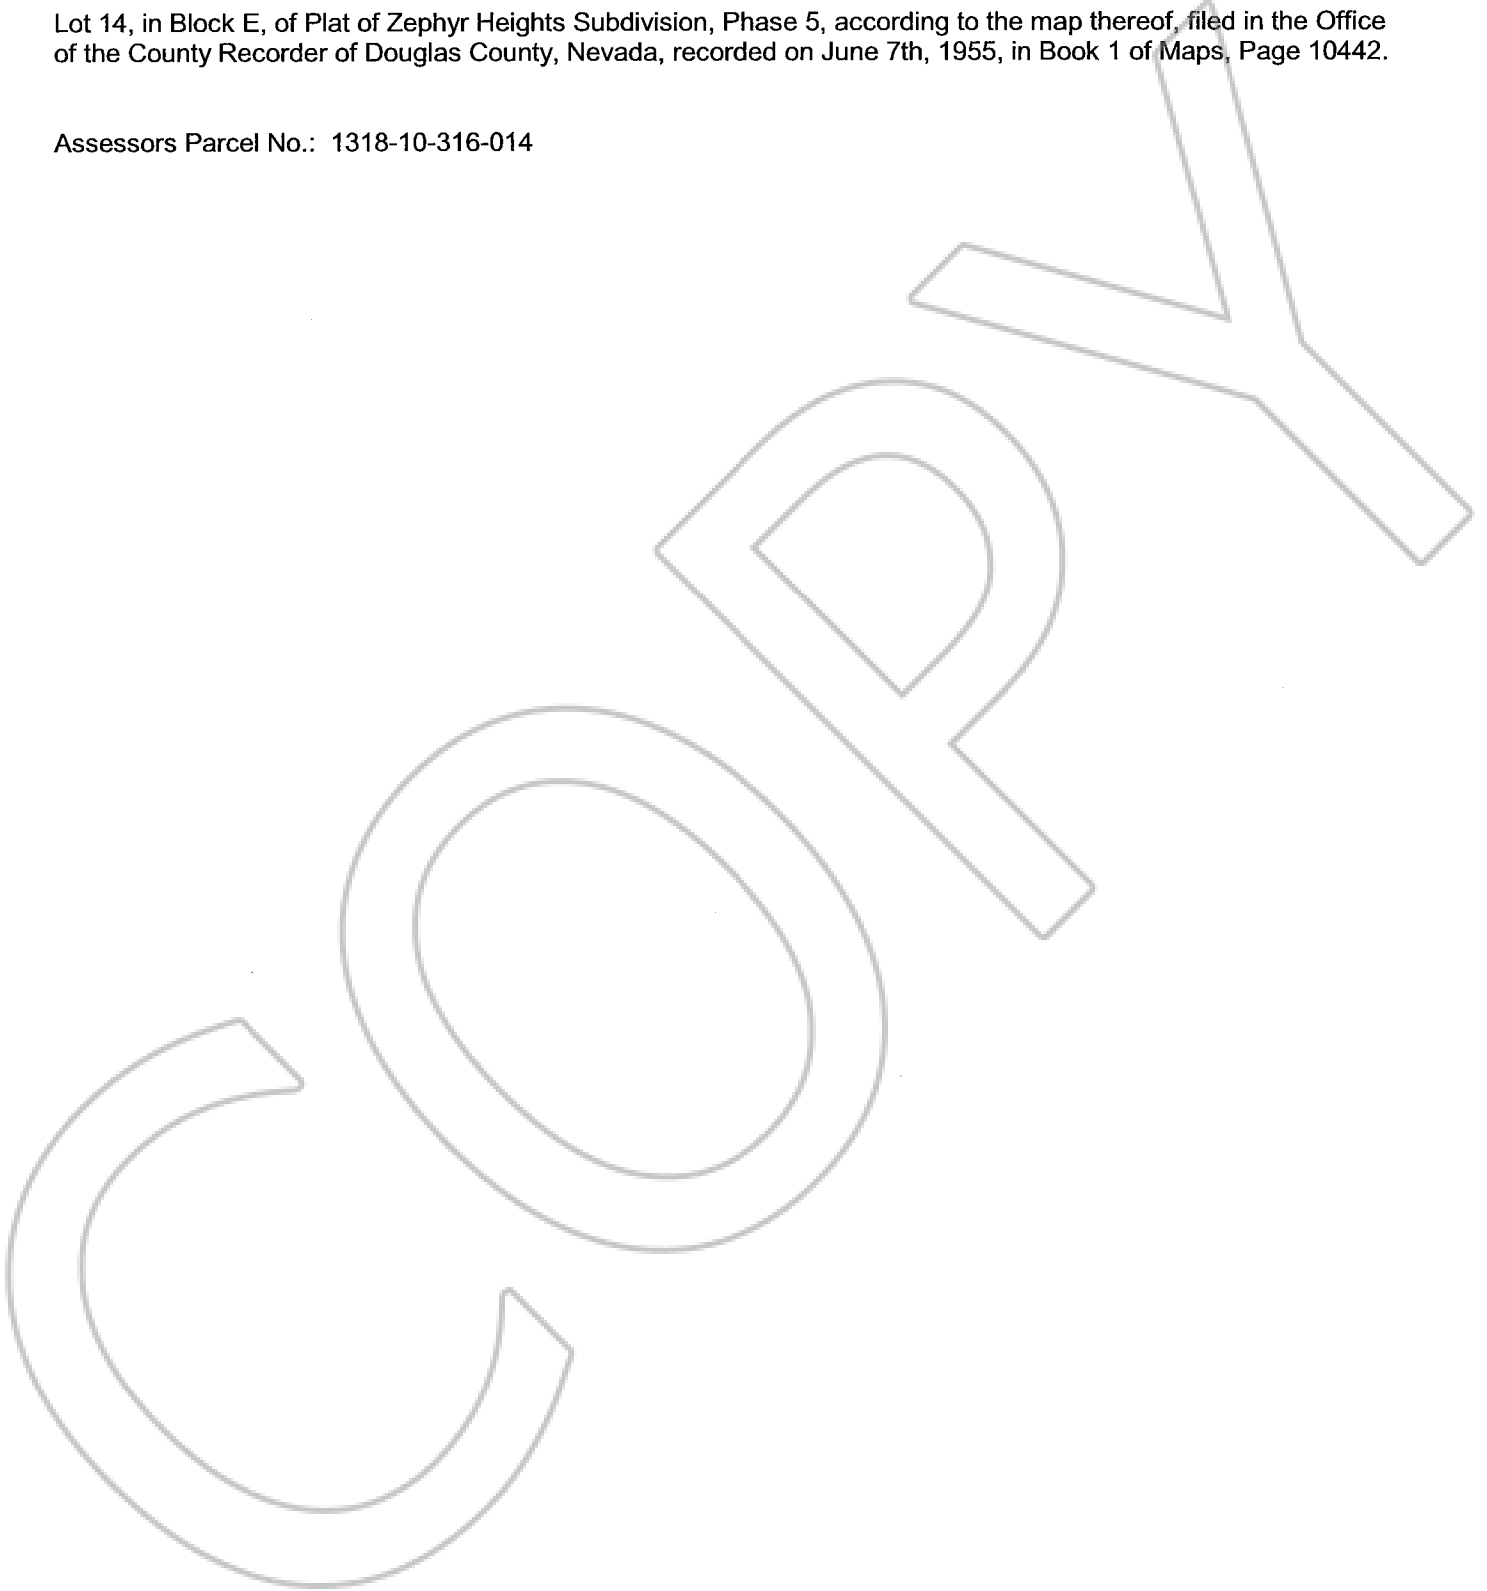 Lot 14, in Block E, of Plat of Zephyr Heights Subdivision, Phase 5, according to the map thereof, filed in the Office
of the County Recorder of Douglas County, Nevada, recorded on June 7th, 1955, in Book 1 of Maps, Page 10442.
Assessors Parcel No.: 1318-10-316-014
COPY